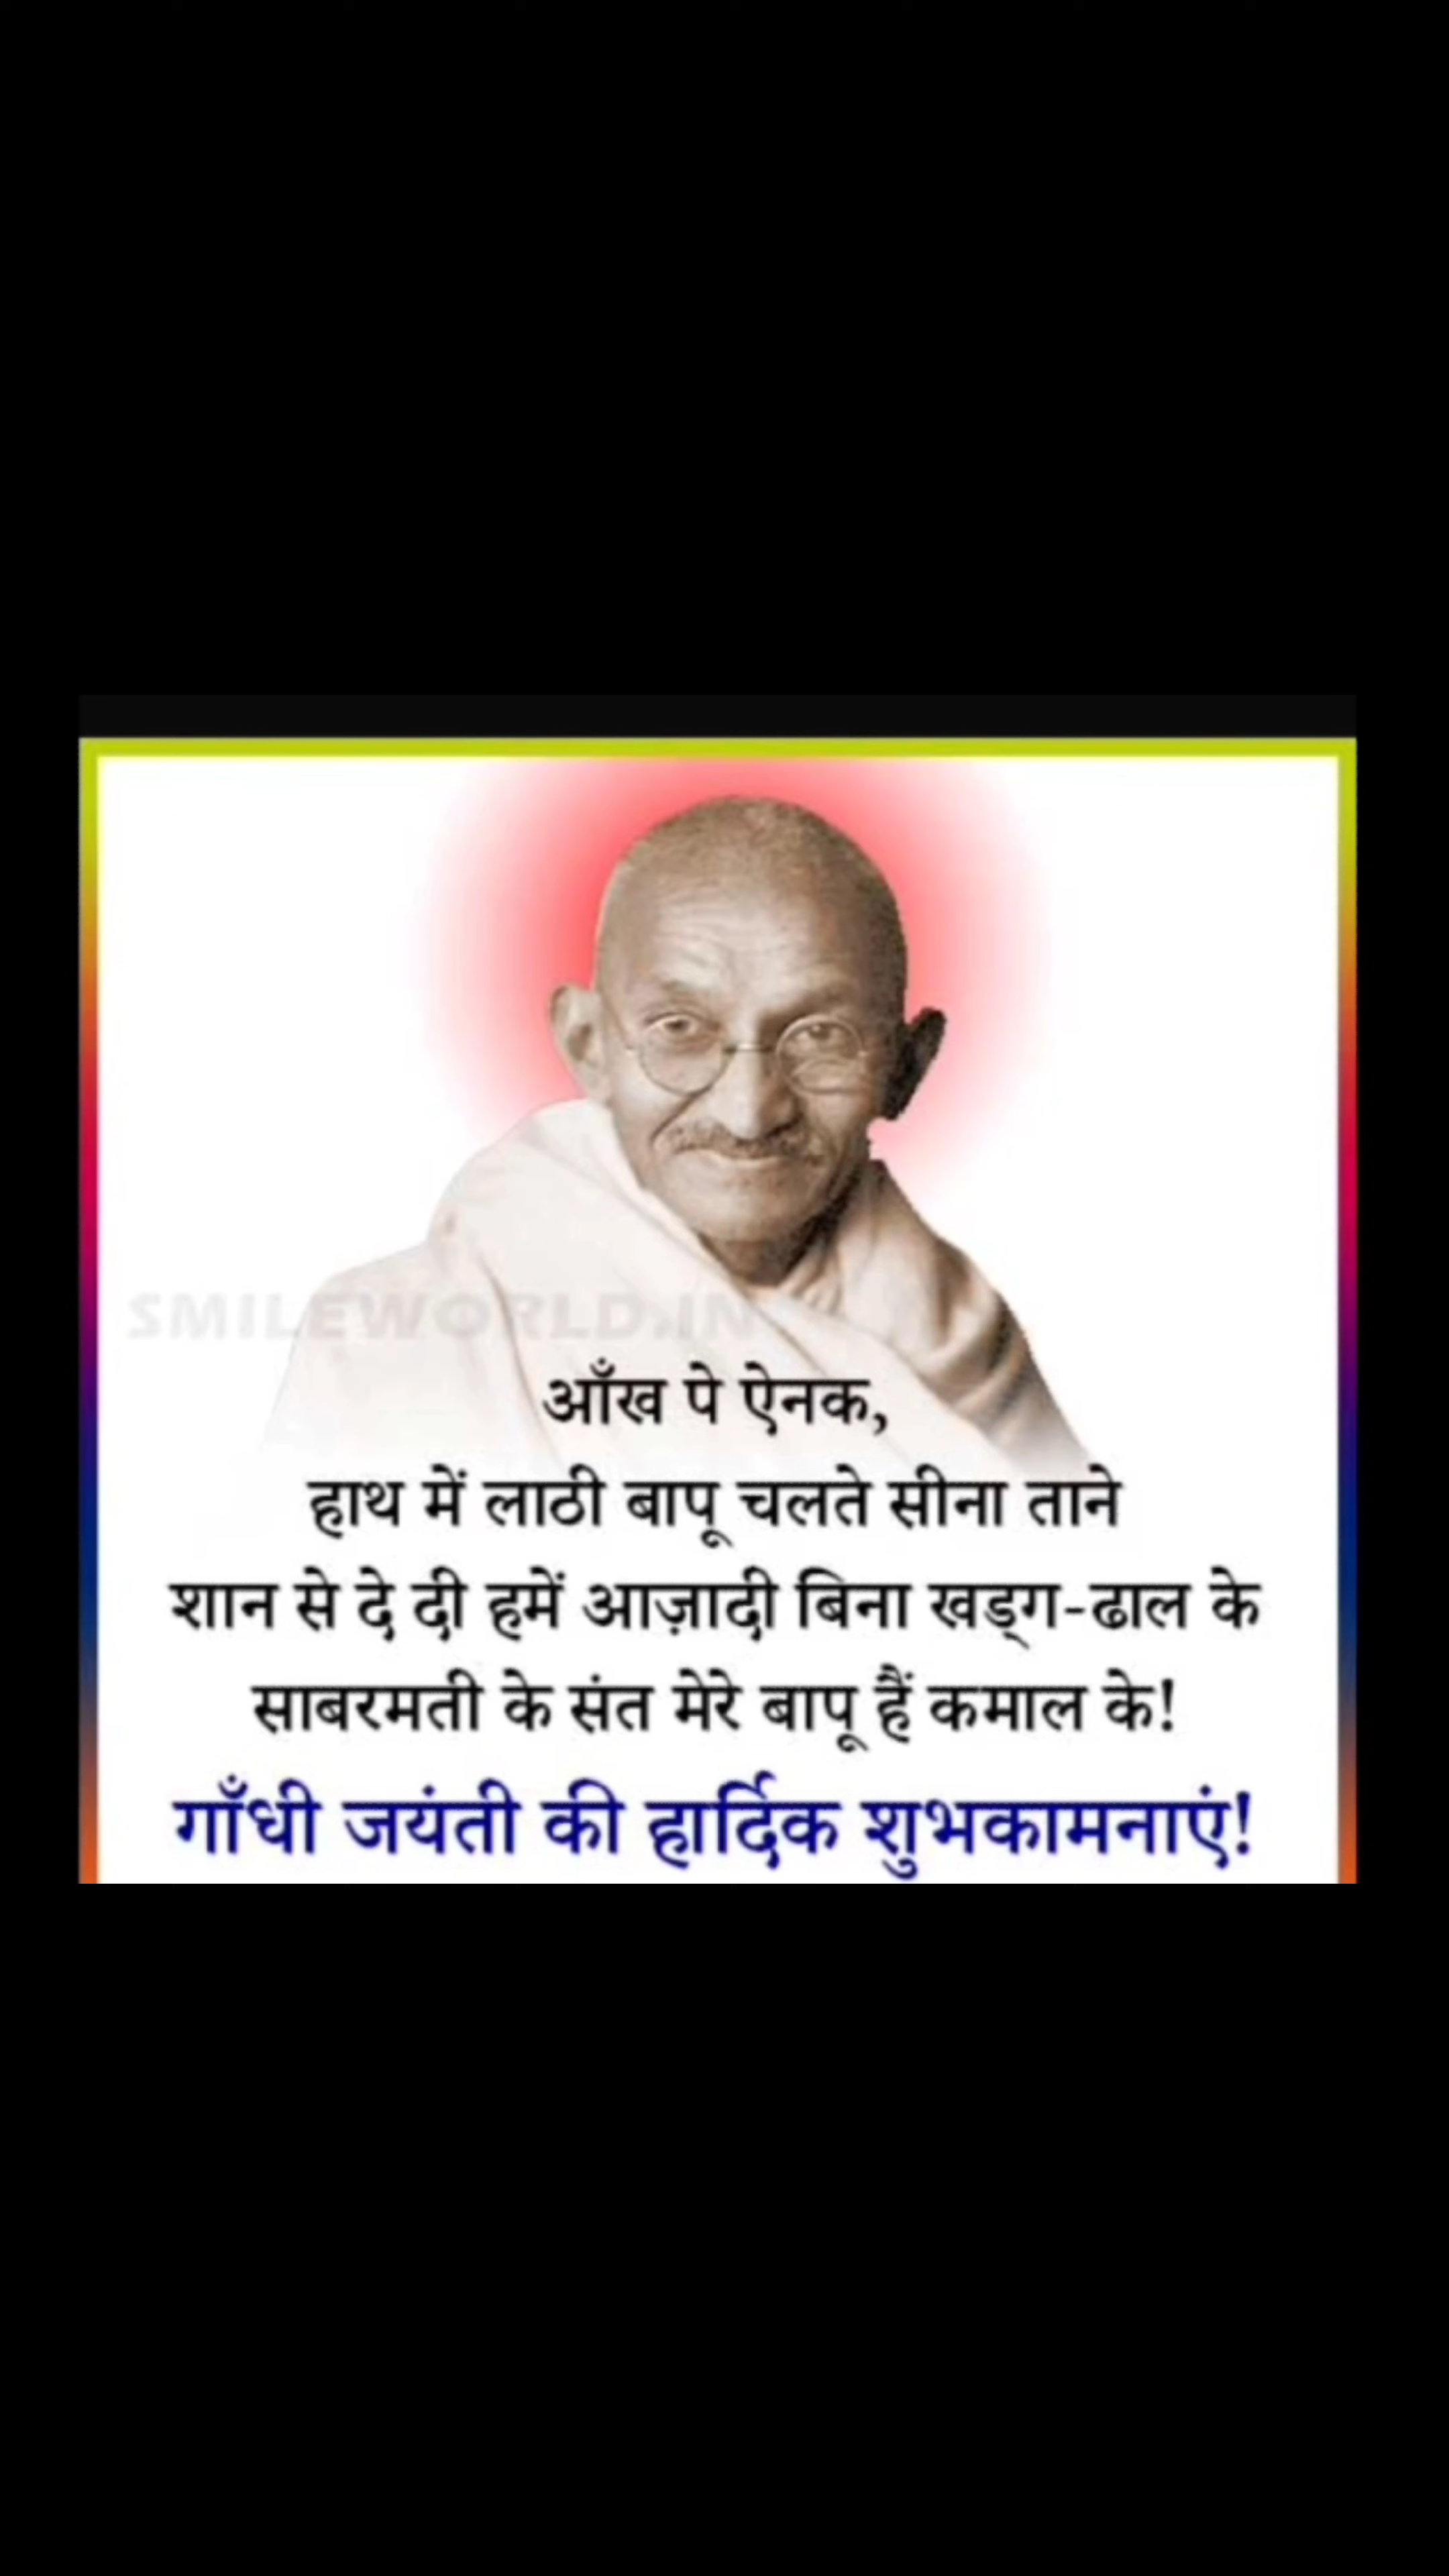 SMILEWORLD.IN
आँख पे ऐनक,
हाथ में लाठी बापू चलते सीना ताने
शान से दे दी हमें आज़ादी बिना खड्ग-ढाल के
साबरमती के संत मेरे बापू हैं कमाल के!
गाँधी जयंती की हार्दिक शुभकामनाएं!